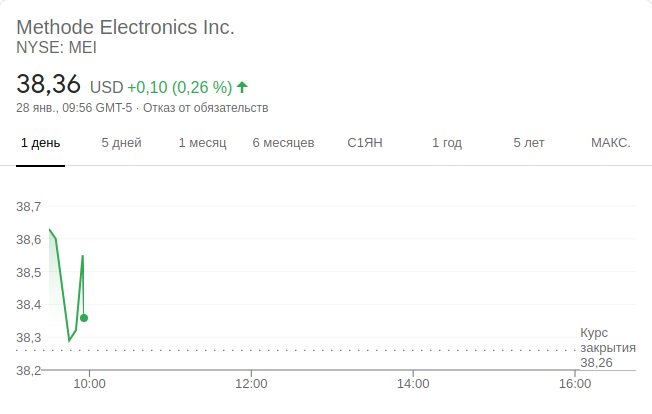 Methode Electronics Inc.
NYSE: MEI
38,36 USD +0,10 (0,26 %)
28 янв., 09:56 GMT-5 · Отказ от обязательств
1 день 5 дней 1 месяц 6 месяцев С1ЯН 1 год 5 лет МАКС.
38,7
38,6
38,5
38,4
38,3
38,2
Курс
закрытия
38,26
10:00 12:00 14:00 16:00